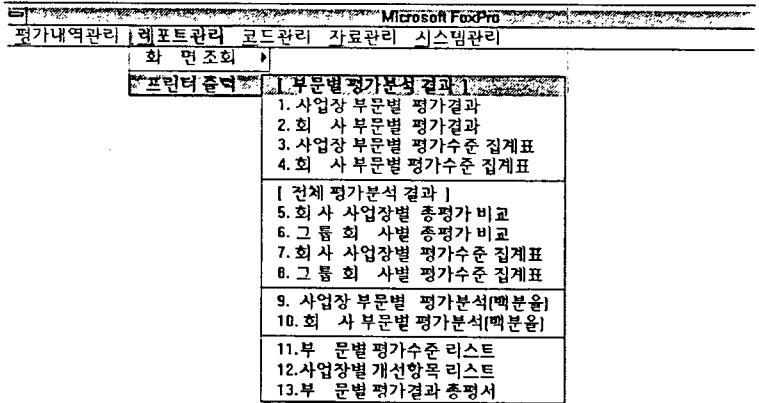 Microsoft FoxPro
평가내역관리 레포트관리 코드관리 자료관리 시스템관리
화 면조회
프린터 출력
[ 부문별 평가분석 결과 ]
1. 사업장 부문별 평가결과
2. 회 사 부문별 평가결과
3. 사업장 부문별 평가수준 집계표
4. 회 사 부문별 평가수준 집계표
[ 전체 평가분석 결과 ]
5. 회 사 사업장별 총평가 비교
6. 그 룹 회 사별 총평가 비교
7. 회 사 사업장별 평가수준 집계표
8. 그 룹 회 사별 평가수준 집계표
9. 사업장 부문별 평가분석(백분율)
10. 회 사 부문별 평가분석(백분율)
11.부 문별 평가수준 리스트
12.사업장별 개선항목 리스트
13.부 문별 평가결과 총평서